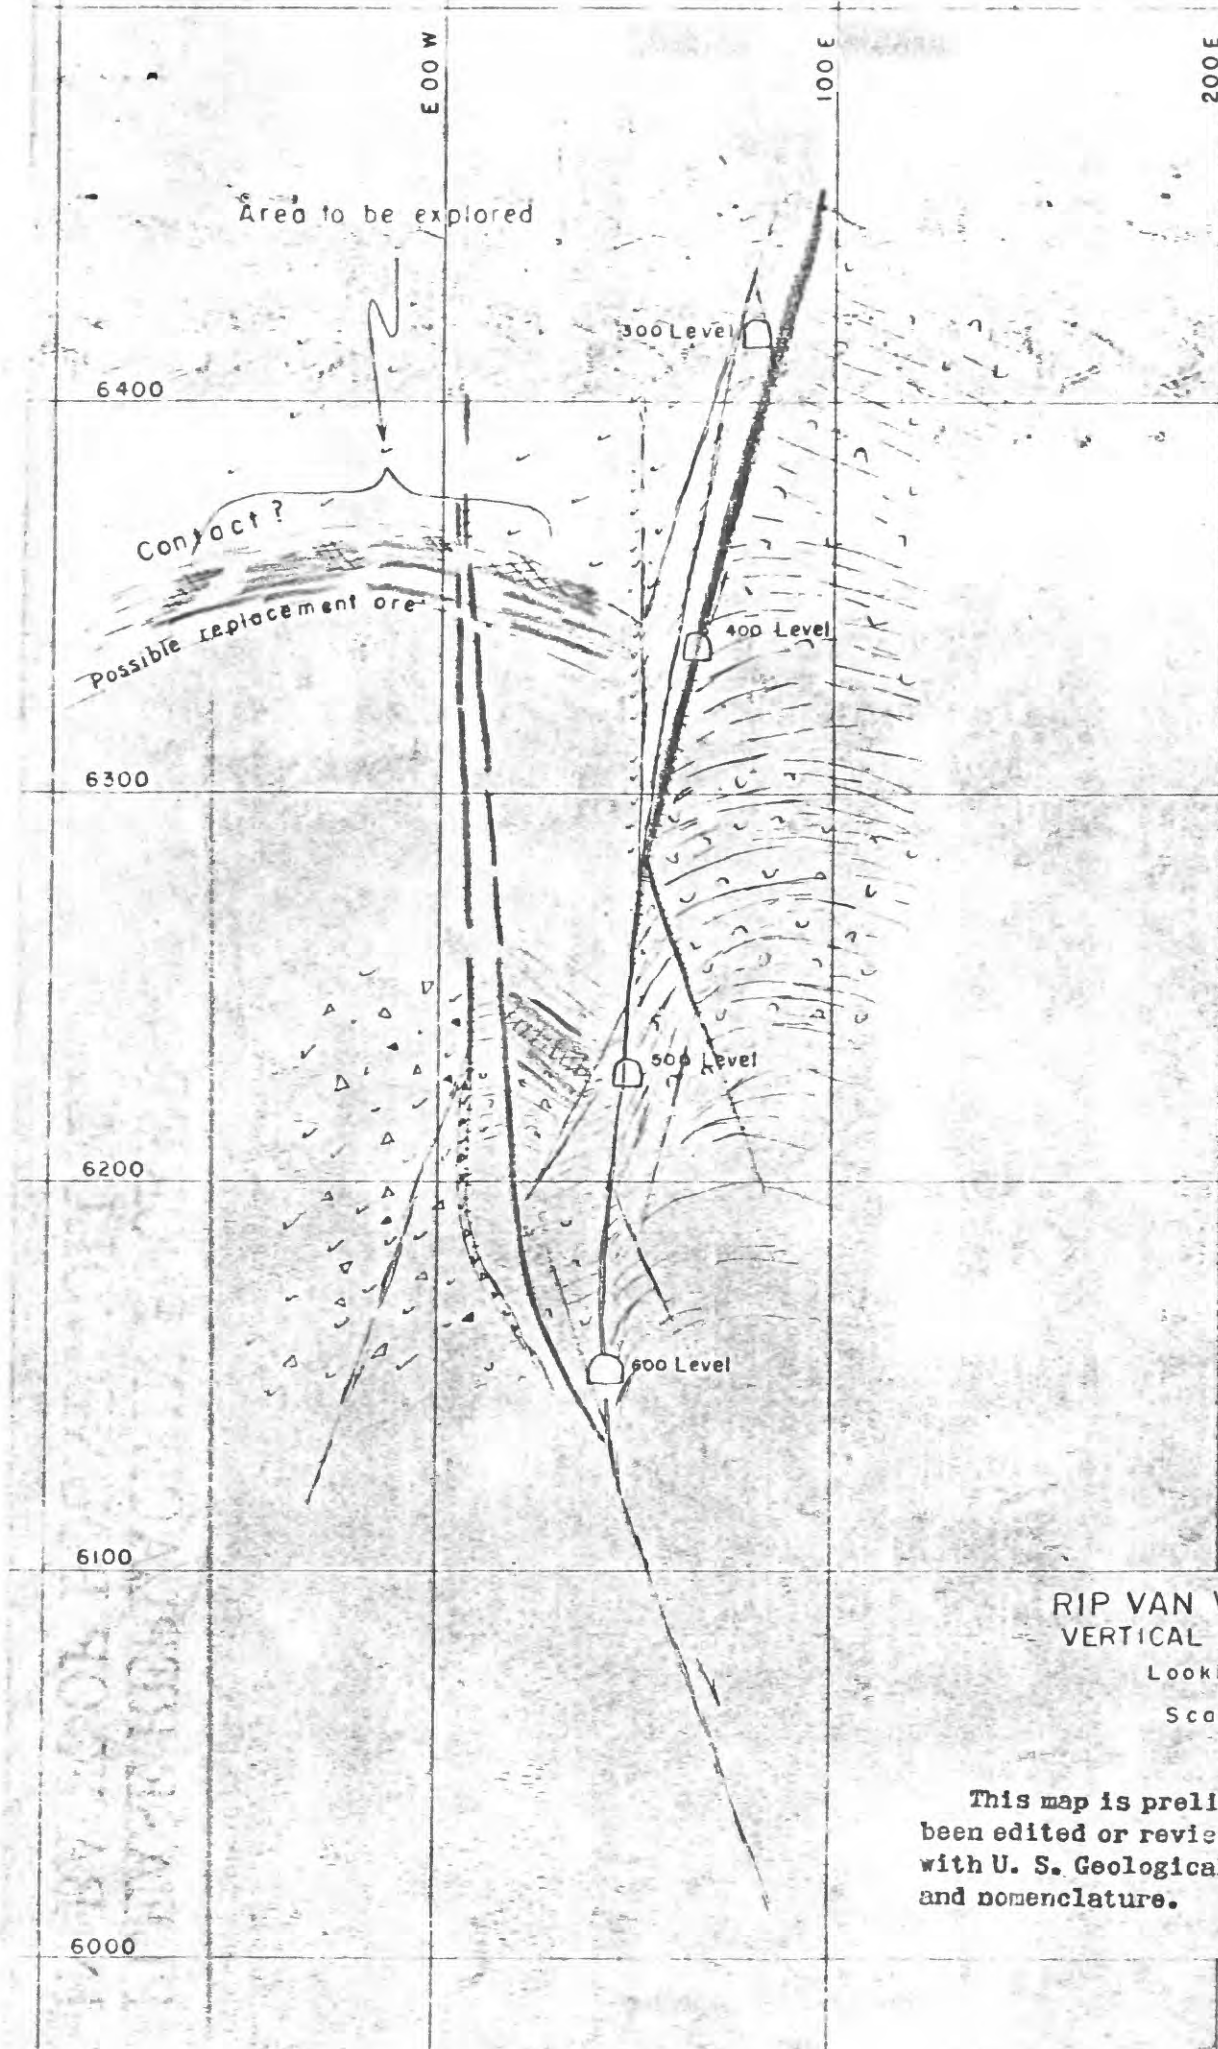 E 00 W
100 E
200 E
Area to be explored
300 Level
6400
Contact ?
Possible replacement ore
400 Level
6300
500 Level
6200
600 Level
6100
RIP VAN
VERTICAL
Look
Sca
This map is preli
been edited or revie
with U. S. Geologica
and nomenclature.
6000